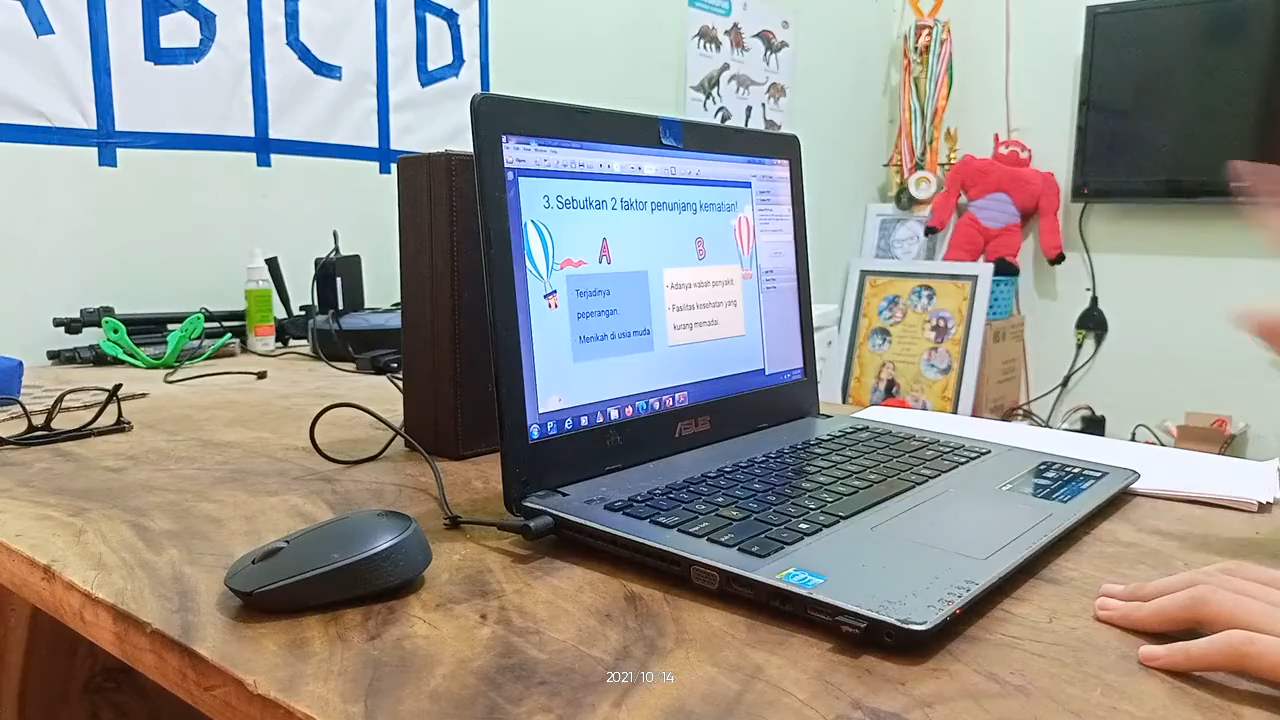 A B C D
3. Sebutkan 2 faktor penunjang kematian!
A
B
· Terjadinya
peperangan.
· Menikah di usia muda
• Adanya wabah penyakit.
• Fasilitas kesehatan yang
kurang memadai.
ASUS
2021/10/14